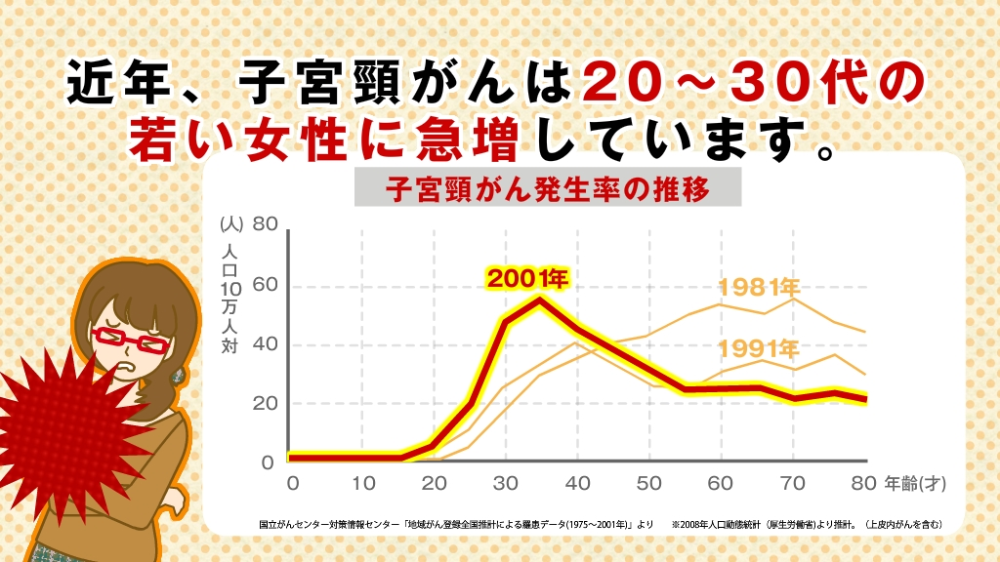 近年、子宮頸がんは20〜30代の
若い女性に急増しています。
子宮頸がん発生率の推移
(人)
人口10万人対
80
60
40
20
0
2001年
1981年
1991年
0 10 20 30 40 50 60 70 80 年齢(才)
国立がんセンター対策情報センター「地域がん登録全国推計による羅患データ(1975〜2001年)」より ※2008年人口動態統計（厚生労働省)より推計。（上皮内がんを含む）